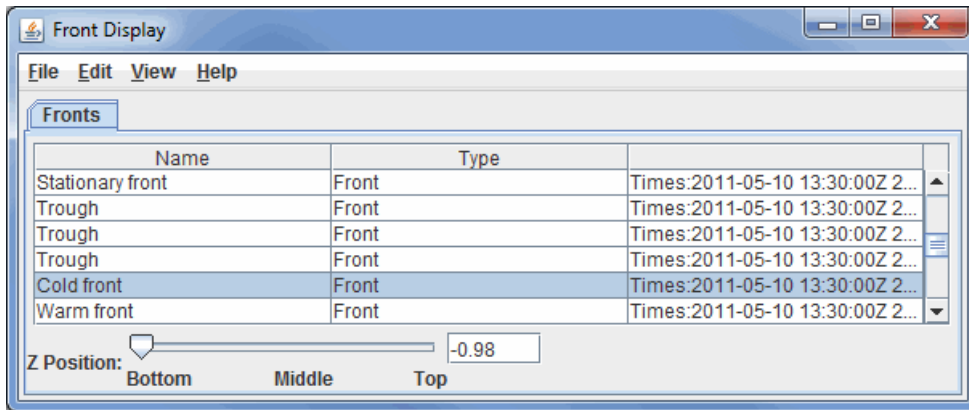 Front Display
File Edit View Help
Fronts
Name Type
Stationary front Front Times:2011-05-10 13:30:00Z 2...
Trough Front Times:2011-05-10 13:30:00Z 2...
Trough Front Times:2011-05-10 13:30:00Z 2...
Trough Front Times:2011-05-10 13:30:00Z 2...
Cold front Front Times:2011-05-10 13:30:00Z 2...
Warm front Front Times:2011-05-10 13:30:00Z 2...
Z Position: -0.98
Bottom Middle Top